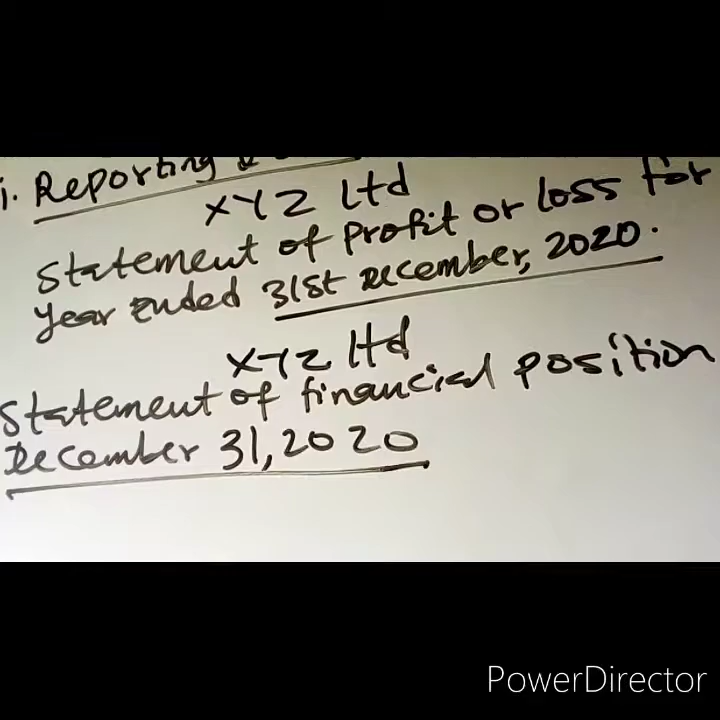 i. Reporting
XYZ Ltd
Statement of Profit or loss for
Year Ended 31st December, 2020.
XYZ Ltd
Statement of financial position
December 31, 2020
PowerDirector